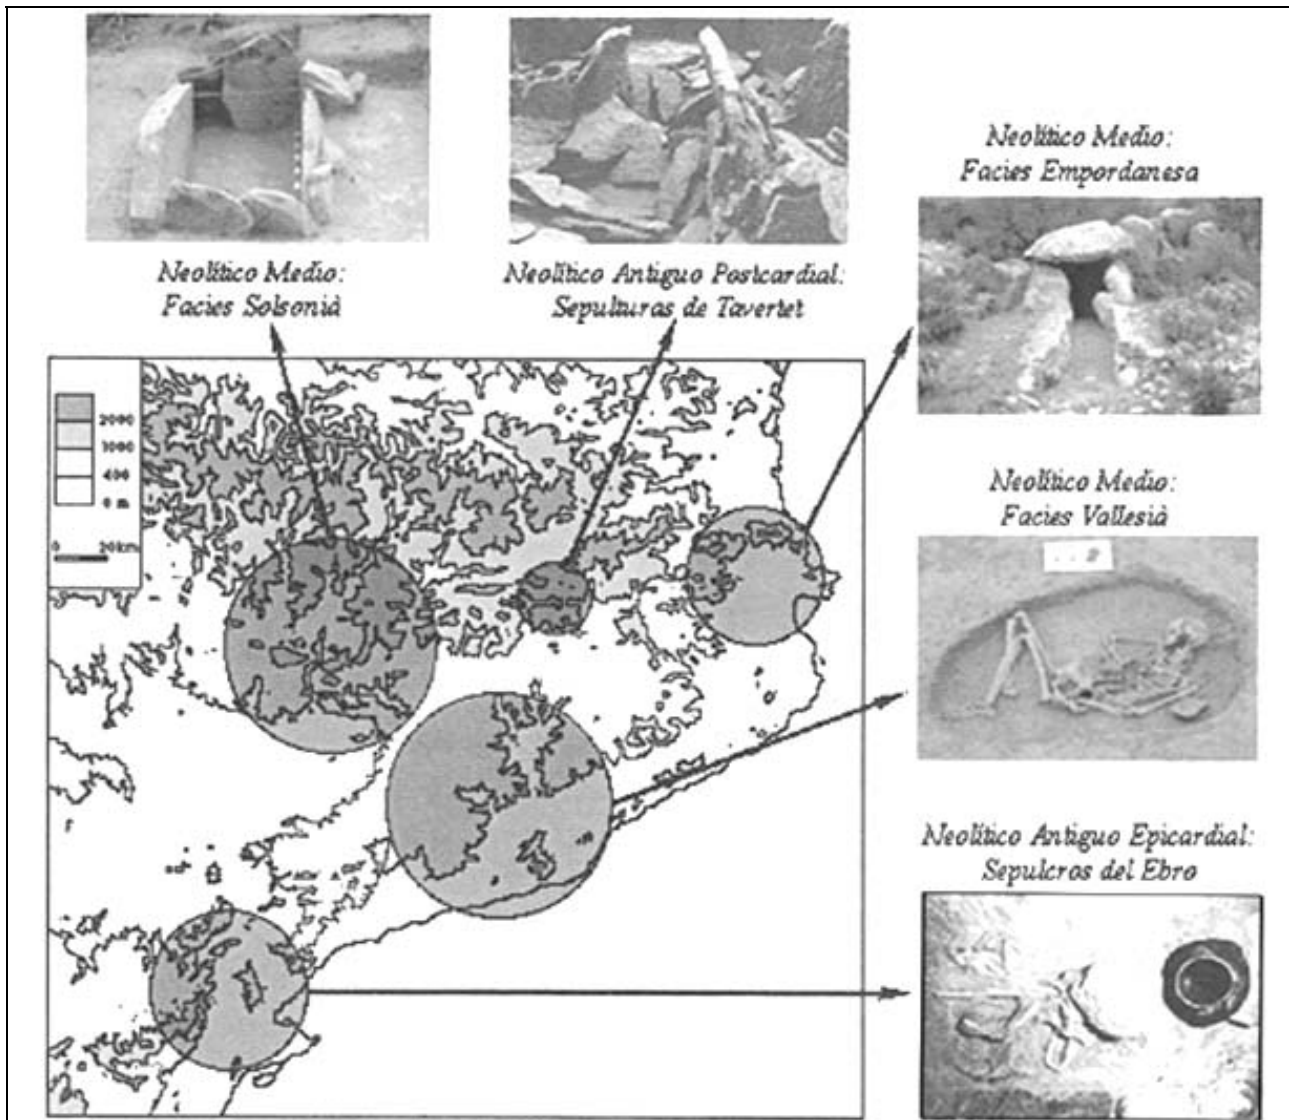 Neolítico Medio:
Facies Solsonià
Neolítico Antiguo Postcardial:
Sepulturas de Tavertet
Neolítico Medio:
Facies Empordanesa
2000
1000
400
0 m
0 20km
Neolítico Medio:
Facies Vallesià
Neolítico Antiguo Epicardial:
Sepulcros del Ebro